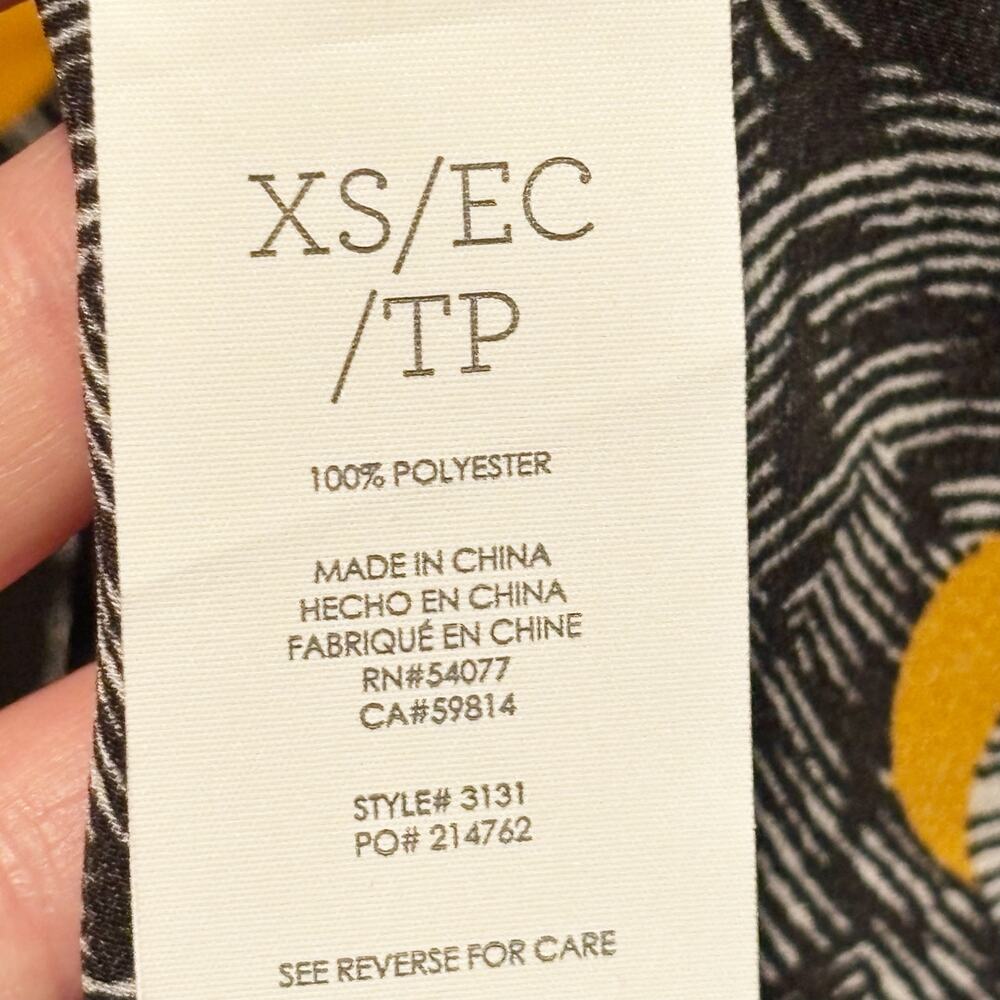 XS/EC
/TP
100% POLYESTER
MADE IN CHINA
HECHO EN CHINA
FABRIQUÉ EN CHINE
RN#54077
CA#59814
STYLE# 3131
PO# 214762
SEE REVERSE FOR CARE